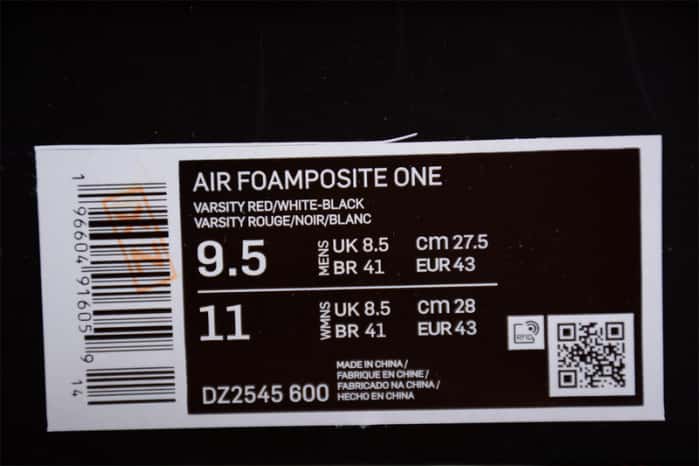 AIR FOAMPOSITE ONE
VARSITY RED/WHITE-BLACK
VARSITY ROUGE/NOIR/BLANC
9.5 MENS UK 8.5 cm 27.5
BR 41 EUR 43
11 WMNS UK 8.5 cm 28
BR 41 EUR 43
MADE IN CHINA/
FABRIQUE EN CHINE/
FABRICADO NA CHINA/
HECHO EN CHINA
DZ2545 600
RFID
1 96604 91605 9 14